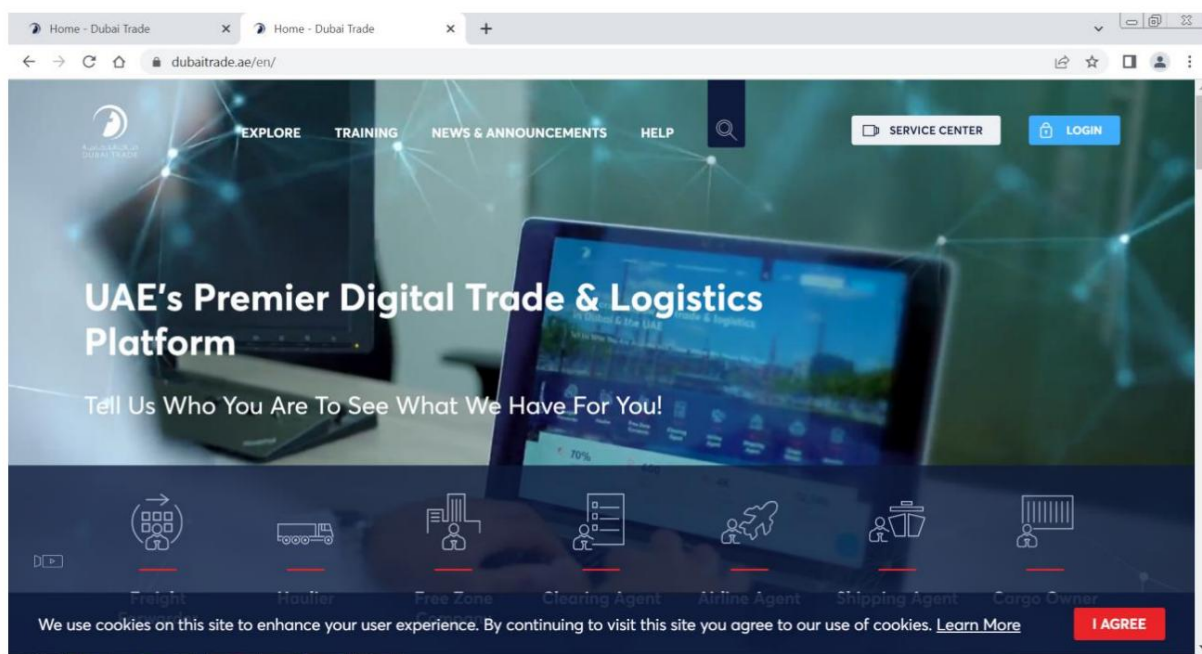 Home - Dubai Trade
Home - Dubai Trade
dubaitrade.ae/en/
DUBAI TRADE
EXPLORE TRAINING NEWS & ANNOUNCEMENTS HELP
SERVICE CENTER
LOGIN
UAE's Premier Digital Trade & Logistics
Platform
Tell Us Who You Are To See What We Have For You!
70%
Freight
Haulier
Free Zone
Clearing Agent
Airline Agent
Shipping Agent
Cargo Owner
We use cookies on this site to enhance your user experience. By continuing to visit this site you agree to our use of cookies. Learn More
I AGREE